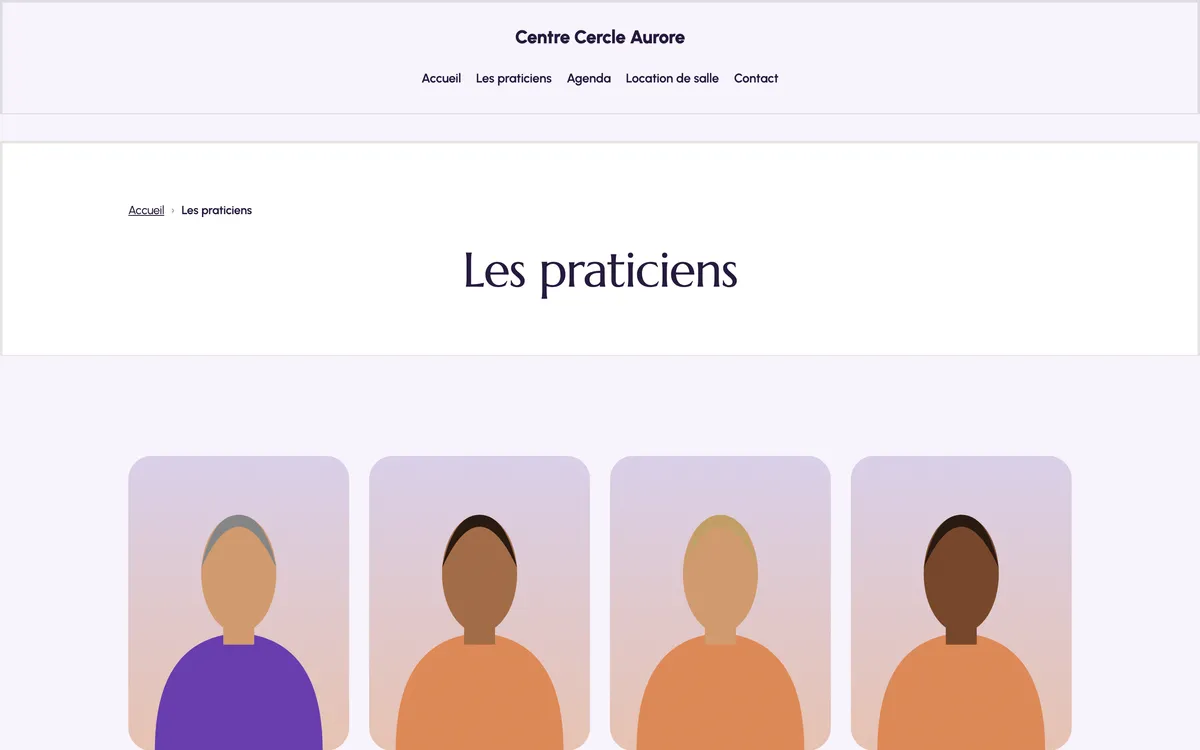 Centre Cercle Aurore
Accueil Les praticiens Agenda Location de salle Contact
Accueil › Les praticiens
Les praticiens